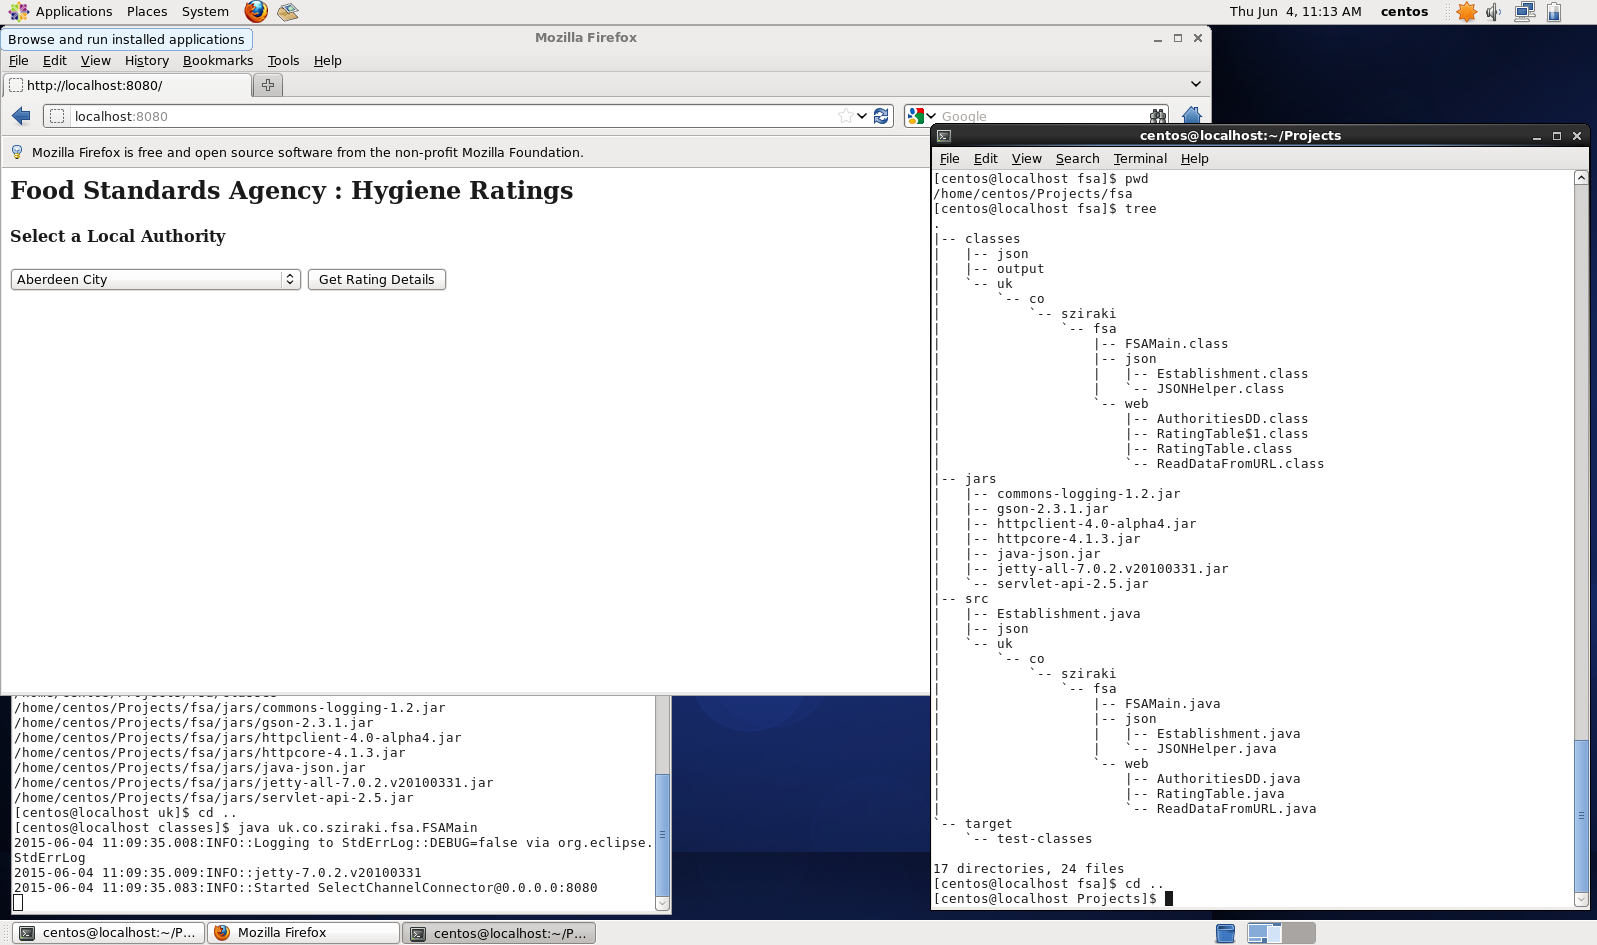 Applications Places System Thu Jun 4, 11:13 AM centos
Browse and run installed applications
Mozilla Firefox
File Edit View History Bookmarks Tools Help
http://localhost:8080/
localhost:8080
Google
Mozilla Firefox is free and open source software from the non-profit Mozilla Foundation.
Food Standards Agency : Hygiene Ratings
Select a Local Authority
Aberdeen City Get Rating Details
/home/centos/Projects/fsa/classes
/home/centos/Projects/fsa/jars/commons-logging-1.2.jar
/home/centos/Projects/fsa/jars/gson-2.3.1.jar
/home/centos/Projects/fsa/jars/httpclient-4.0-alpha4.jar
/home/centos/Projects/fsa/jars/httpcore-4.1.3.jar
/home/centos/Projects/fsa/jars/java-json.jar
/home/centos/Projects/fsa/jars/jetty-all-7.0.2.v20100331.jar
/home/centos/Projects/fsa/jars/servlet-api-2.5.jar
[centos@localhost uk]$ cd ..
[centos@localhost classes]$ java uk.co.sziraki.fsa.FSAMain
2015-06-04 11:09:35.008:INFO::Logging to StdErrLog::DEBUG=false via org.eclipse.
StdErrLog
2015-06-04 11:09:35.009:INFO::jetty-7.0.2.v20100331
2015-06-04 11:09:35.083:INFO::Started SelectChannelConnector@0.0.0.0:8080
centos@localhost:~/Projects
File Edit View Search Terminal Help
[centos@localhost fsa]$ pwd
/home/centos/Projects/fsa
[centos@localhost fsa]$ tree
.
|-- classes
|   |-- json
|   |-- output
|   `-- uk
|       `-- co
|           `-- sziraki
|               `-- fsa
|                   |-- FSAMain.class
|                   |-- json
|                   |   |-- Establishment.class
|                   |   `-- JSONHelper.class
|                   `-- web
|                       |-- AuthoritiesDD.class
|                       |-- RatingTable$1.class
|                       |-- RatingTable.class
|                       `-- ReadDataFromURL.class
|-- jars
|   |-- commons-logging-1.2.jar
|   |-- gson-2.3.1.jar
|   |-- httpclient-4.0-alpha4.jar
|   |-- httpcore-4.1.3.jar
|   |-- java-json.jar
|   |-- jetty-all-7.0.2.v20100331.jar
|   `-- servlet-api-2.5.jar
|-- src
|   |-- Establishment.java
|   |-- json
|   `-- uk
|       `-- co
|           `-- sziraki
|               `-- fsa
|                   |-- FSAMain.java
|                   |-- json
|                   |   |-- Establishment.java
|                   |   `-- JSONHelper.java
|                   `-- web
|                       |-- AuthoritiesDD.java
|                       |-- RatingTable.java
|                       `-- ReadDataFromURL.java
`-- target
    `-- test-classes
17 directories, 24 files
[centos@localhost fsa]$ cd ..
[centos@localhost Projects]$
centos@localhost:~/P... Mozilla Firefox centos@localhost:~/P...